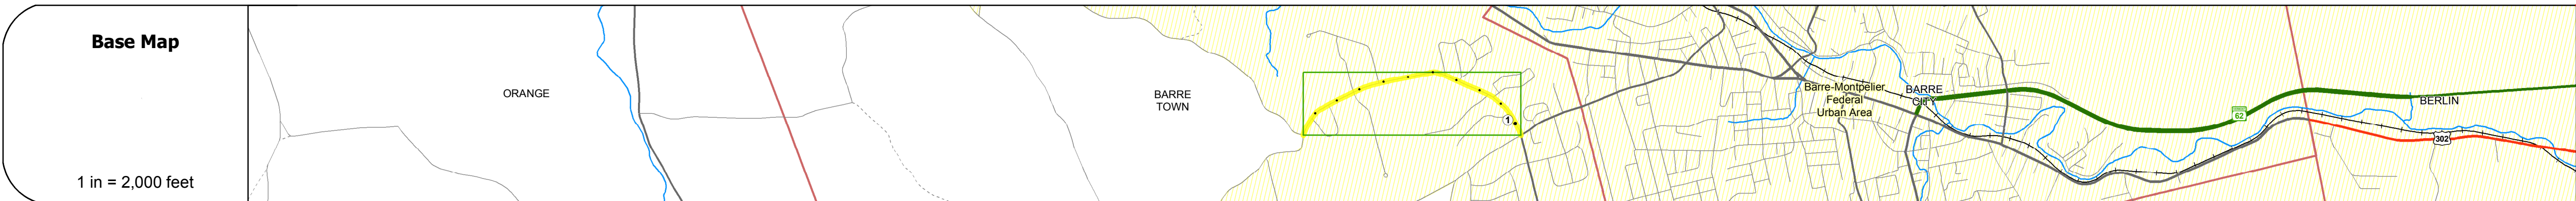 Base Map
1 in = 2,000 feet
ORANGE
BARRE
TOWN
1
Barre-Montpelier
Federal
Urban Area
BARRE
CITY
62
BERLIN
302